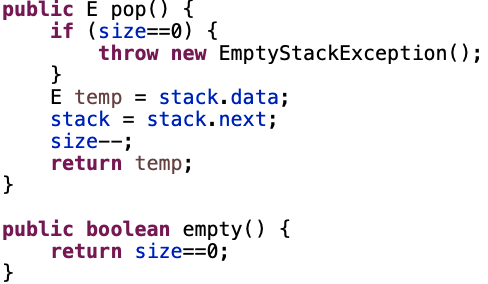 public E pop() {
    if (size==0) {
        throw new EmptyStackException();
    }
    E temp = stack.data;
    stack = stack.next;
    size--;
    return temp;
}

public boolean empty() {
    return size==0;
}